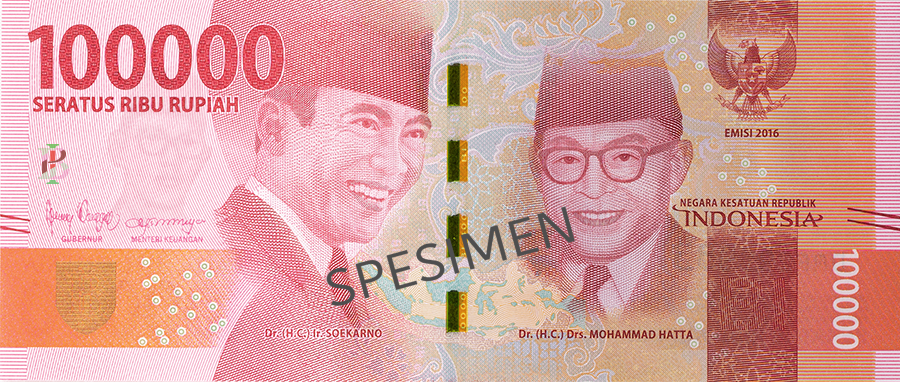 100000
SERATUS RIBU RUPIAH
EMISI 2016
NEGARA KESATUAN REPUBLIK
INDONESIA
GUBERNUR
MENTERI KEUANGAN
SPESIMEN
100000
Dr. (H.C.) Ir. SOEKARNO
Dr. (H.C.) Drs. MOHAMMAD HATTA